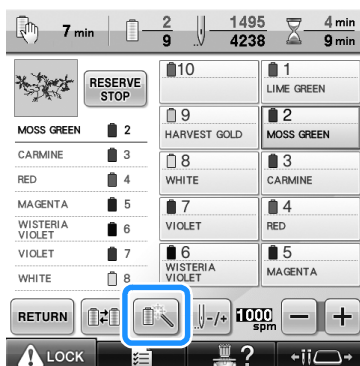 7 min
2
9
1495
4238
4 min
9 min
RESERVE
STOP
MOSS GREEN 2
CARMINE 3
RED 4
MAGENTA 5
WISTERIA
VIOLET 6
VIOLET 7
WHITE 8
10
1
LIME GREEN
9
HARVEST GOLD
2
MOSS GREEN
8
WHITE
3
CARMINE
7
VIOLET
4
RED
6
WISTERIA
VIOLET
5
MAGENTA
RETURN
-/+
1000
spm
− +
! LOCK
?